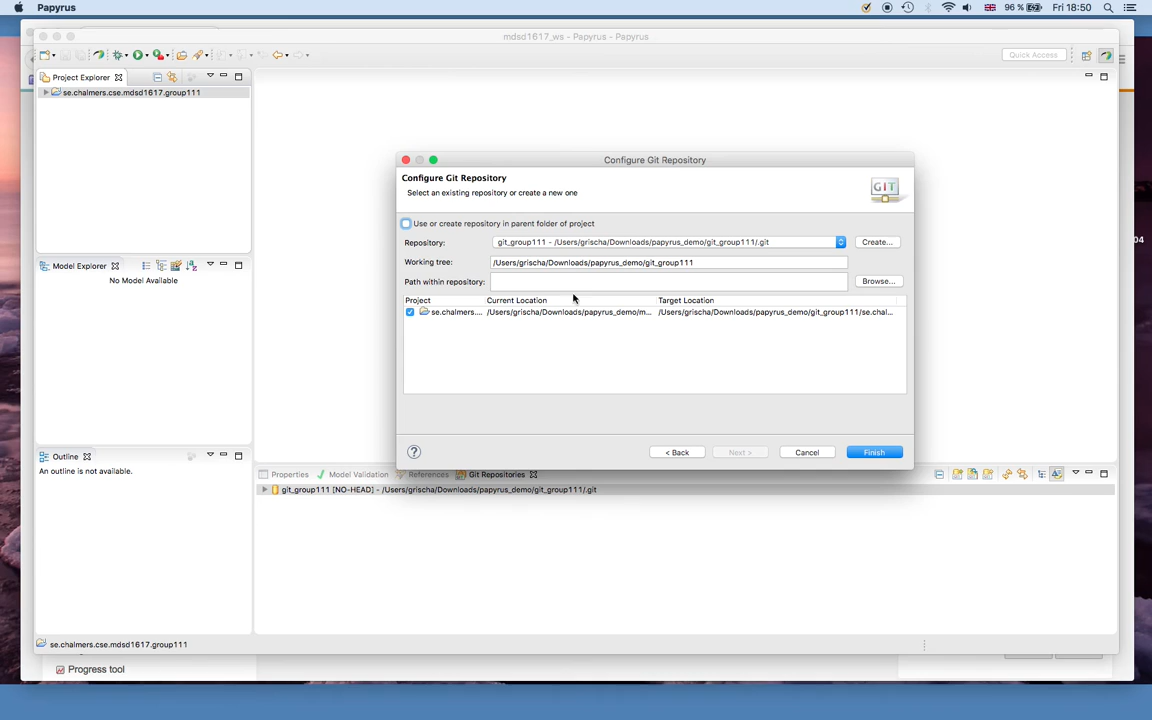 Papyrus
96 %
Fri 18:50
mdsd1617_ws - Papyrus - Papyrus
Quick Access
Project Explorer
se.chalmers.cse.mdsd1617.group111
04
Configure Git Repository
Configure Git Repository
Select an existing repository or create a new one
GIT
Use or create repository in parent folder of project
Repository:
git_group111 - /Users/grischa/Downloads/papyrus_demo/git_group111/.git
Create...
Working tree:
/Users/grischa/Downloads/papyrus_demo/git_group111
Path within repository:
Browse...
Project
Current Location
Target Location
se.chalmers....
/Users/grischa/Downloads/papyrus_demo/m...
/Users/grischa/Downloads/papyrus_demo/git_group111/se.chal...
Model Explorer
No Model Available
< Back
Next >
Cancel
Finish
Outline
An outline is not available.
Properties
Model Validation
References
Git Repositories
git_group111 [NO-HEAD] - /Users/grischa/Downloads/papyrus_demo/git_group111/.git
se.chalmers.cse.mdsd1617.group111
Progress tool